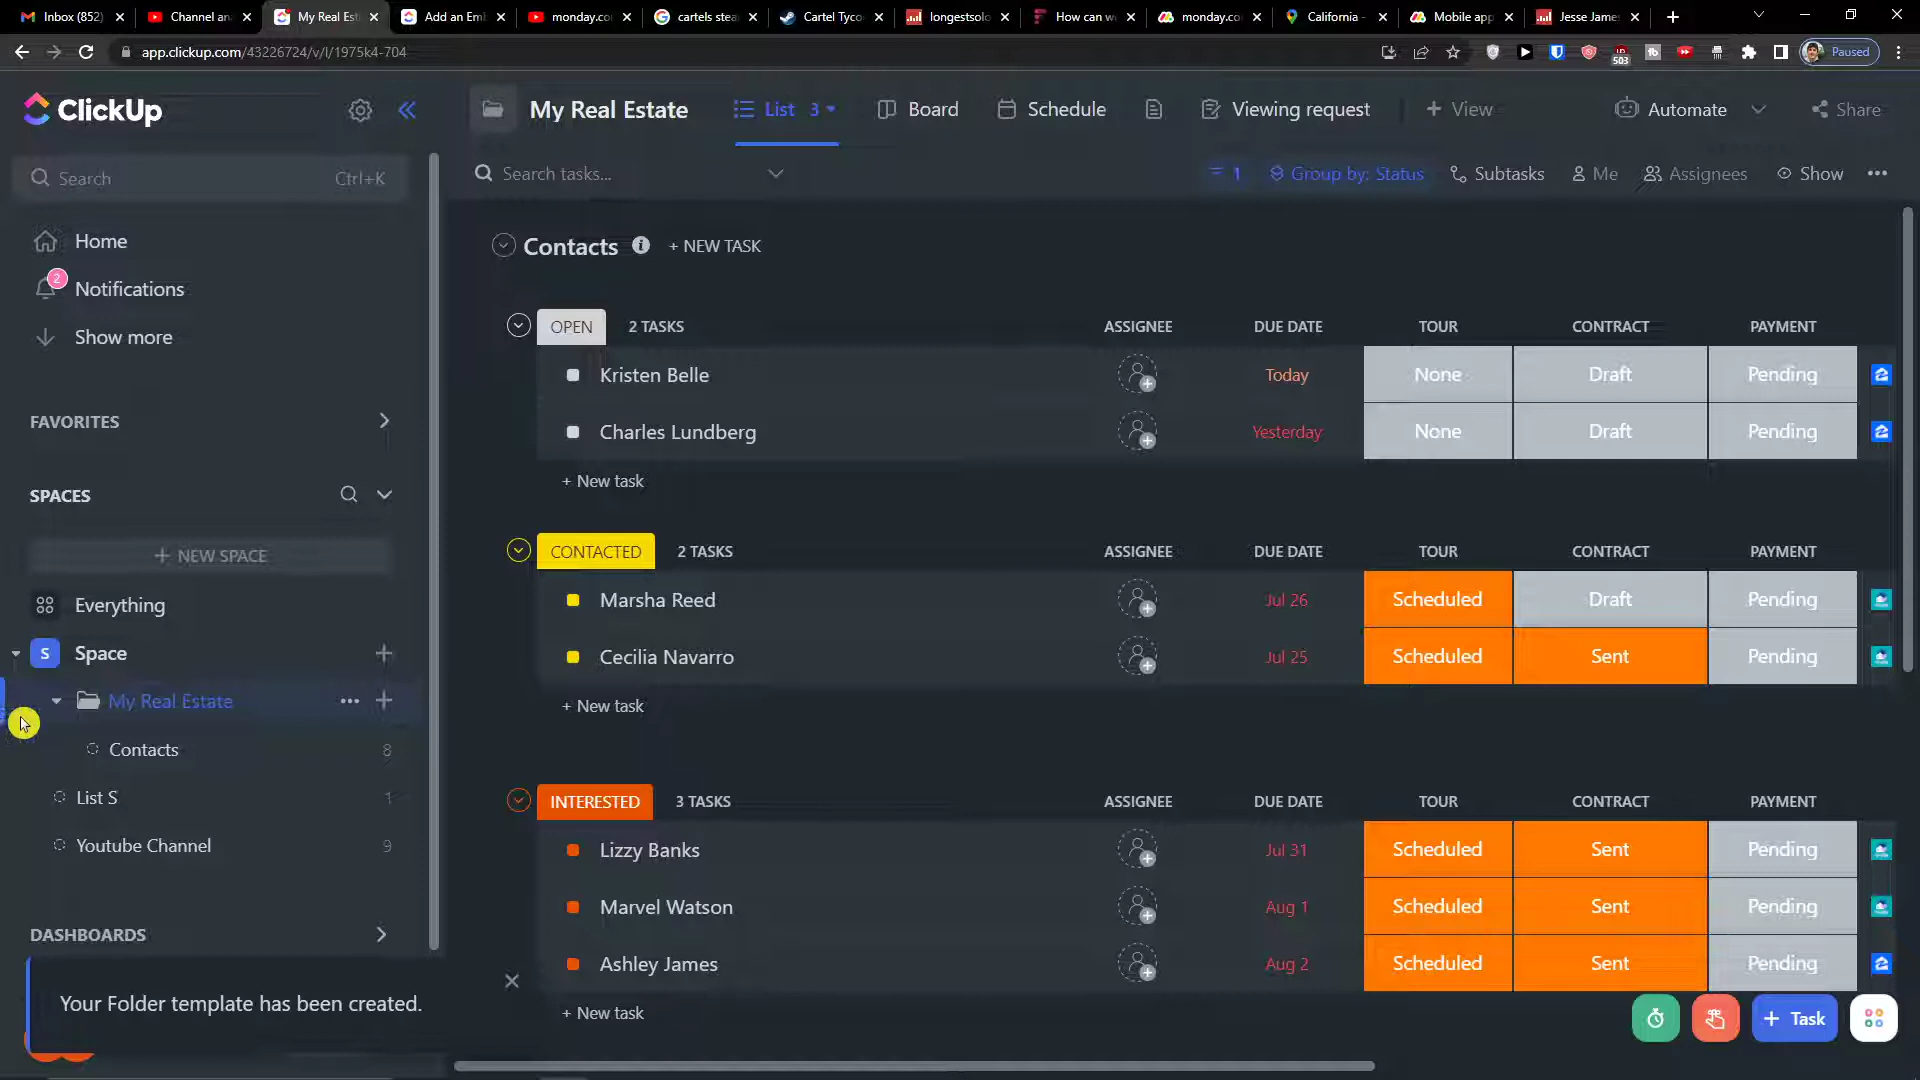 Inbox (852)
Channel an
My Real Est
Add an Emb
monday.co
cartels stea
Cartel Tyco
longestsolo
How can w
monday.co
California -
Mobile app
Jesse Jame
app.clickup.com/43226724/v/l/1975k4-704
503
Paused
ClickUp
My Real Estate
List 3
Board
Schedule
Viewing request
+ View
Automate
Share
Search
Ctrl+K
Search tasks...
1
Group by: Status
Subtasks
Me
Assignees
Show
Home
2
Notifications
Show more
FAVORITES
SPACES
+ NEW SPACE
Everything
S
Space
My Real Estate
Contacts
8
List S
1
Youtube Channel
9
DASHBOARDS
Your Folder template has been created.
Contacts
+ NEW TASK
OPEN 2 TASKS ASSIGNEE DUE DATE TOUR CONTRACT PAYMENT
Kristen Belle Today None Draft Pending
Charles Lundberg Yesterday None Draft Pending
+ New task
CONTACTED 2 TASKS ASSIGNEE DUE DATE TOUR CONTRACT PAYMENT
Marsha Reed Jul 26 Scheduled Draft Pending
Cecilia Navarro Jul 25 Scheduled Sent Pending
+ New task
INTERESTED 3 TASKS ASSIGNEE DUE DATE TOUR CONTRACT PAYMENT
Lizzy Banks Jul 31 Scheduled Sent Pending
Marvel Watson Aug 1 Scheduled Sent Pending
Ashley James Aug 2 Scheduled Sent Pending
+ New task
+ Task